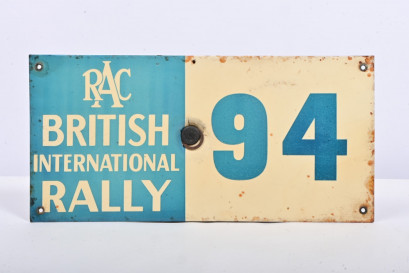 RAC
BRITISH
INTERNATIONAL
RALLY
94